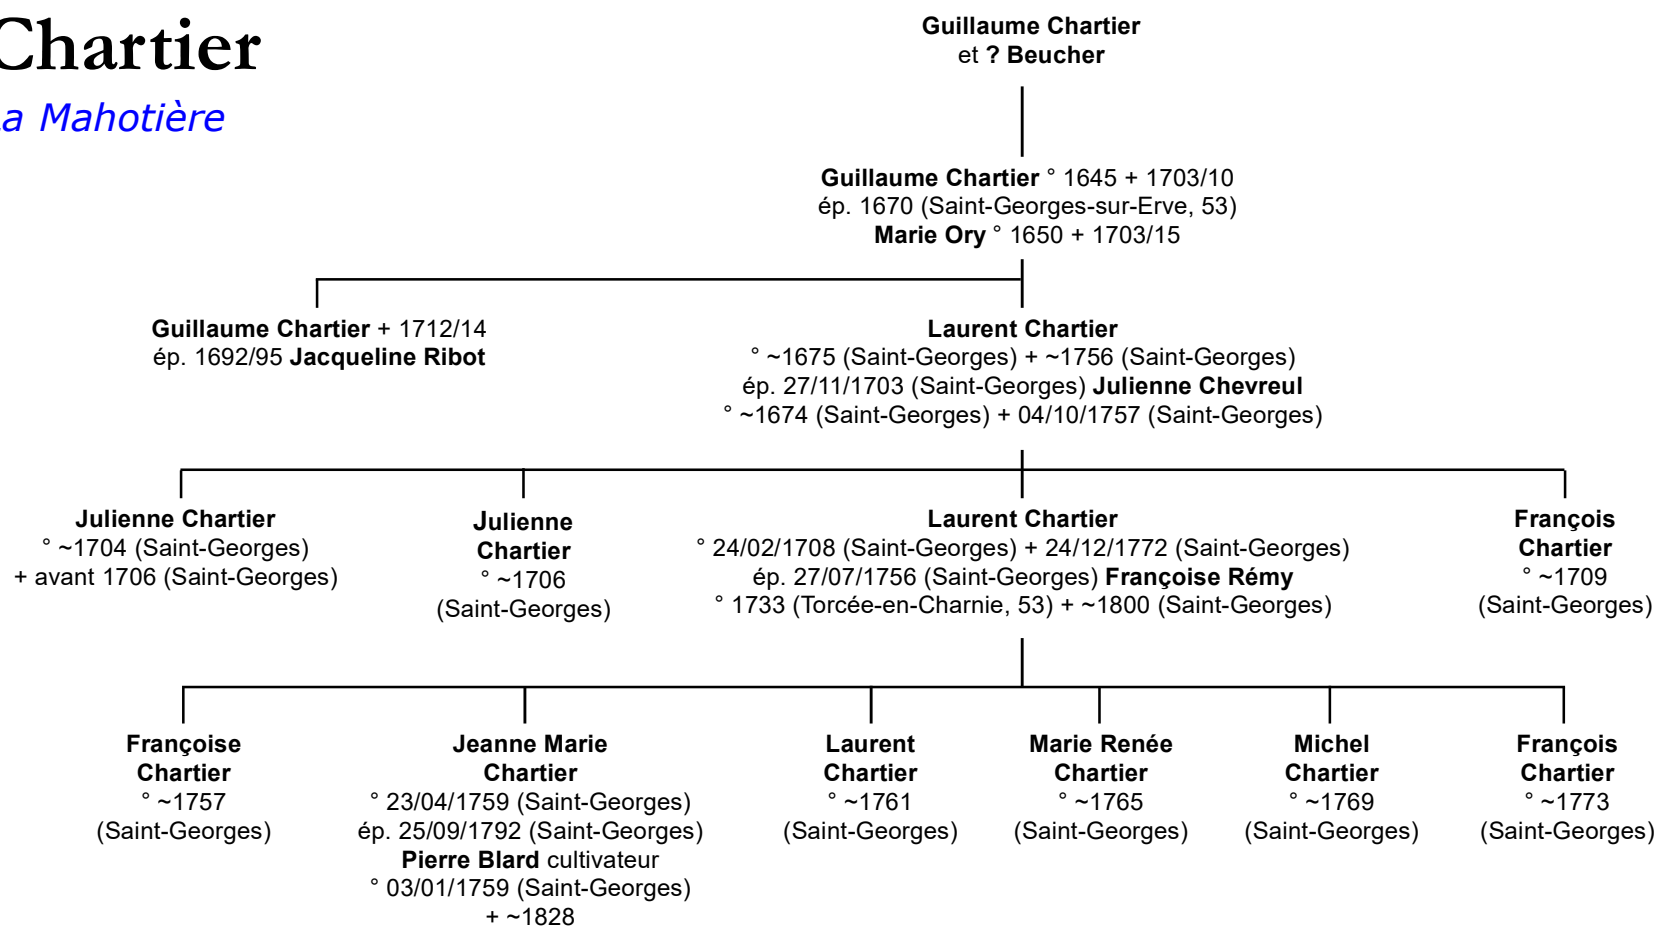 Chartier
La Mahotière
Guillaume Chartier
et ? Beucher
Guillaume Chartier ° 1645 + 1703/10
ép. 1670 (Saint-Georges-sur-Erve, 53)
Marie Ory ° 1650 + 1703/15
Guillaume Chartier + 1712/14
ép. 1692/95 Jacqueline Ribot
Laurent Chartier
° ~1675 (Saint-Georges) + ~1756 (Saint-Georges)
ép. 27/11/1703 (Saint-Georges) Julienne Chevreul
° ~1674 (Saint-Georges) + 04/10/1757 (Saint-Georges)
Julienne Chartier
° ~1704 (Saint-Georges)
+ avant 1706 (Saint-Georges)
Julienne
Chartier
° ~1706
(Saint-Georges)
Laurent Chartier
° 24/02/1708 (Saint-Georges) + 24/12/1772 (Saint-Georges)
ép. 27/07/1756 (Saint-Georges) Françoise Rémy
° 1733 (Torcée-en-Charnie, 53) + ~1800 (Saint-Georges)
François
Chartier
° ~1709
(Saint-Georges)
Françoise
Chartier
° ~1757
(Saint-Georges)
Jeanne Marie
Chartier
° 23/04/1759 (Saint-Georges)
ép. 25/09/1792 (Saint-Georges)
Pierre Blard cultivateur
° 03/01/1759 (Saint-Georges)
+ ~1828
Laurent
Chartier
° ~1761
(Saint-Georges)
Marie Renée
Chartier
° ~1765
(Saint-Georges)
Michel
Chartier
° ~1769
(Saint-Georges)
François
Chartier
° ~1773
(Saint-Georges)